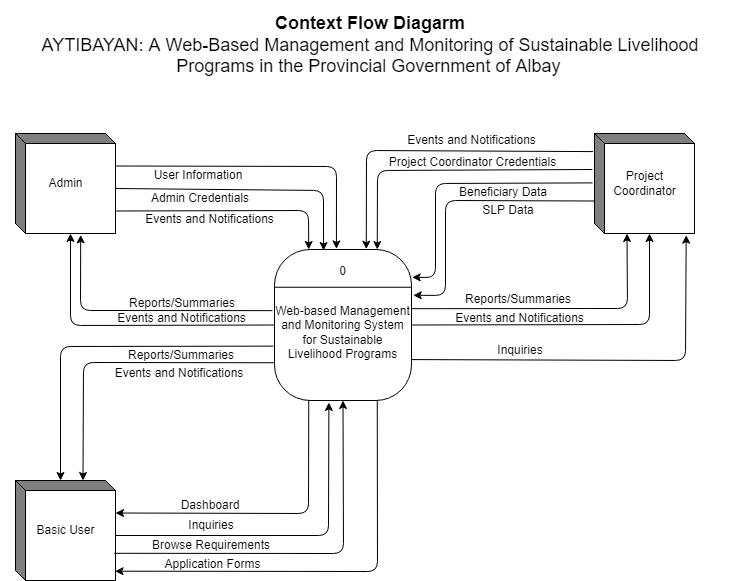 Context Flow Diagarm
AYTIBAYAN: A Web-Based Management and Monitoring of Sustainable Livelihood
Programs in the Provincial Government of Albay
Admin
User Information
Admin Credentials
Events and Notifications
Events and Notifications
Project Coordinator Credentials
Beneficiary Data
SLP Data
Project
Coordinator
0
Web-based Management
and Monitoring System
for Sustainable
Livelihood Programs
Reports/Summaries
Events and Notifications
Reports/Summaries
Events and Notifications
Inquiries
Reports/Summaries
Events and Notifications
Basic User
Dashboard
Inquiries
Browse Requirements
Application Forms